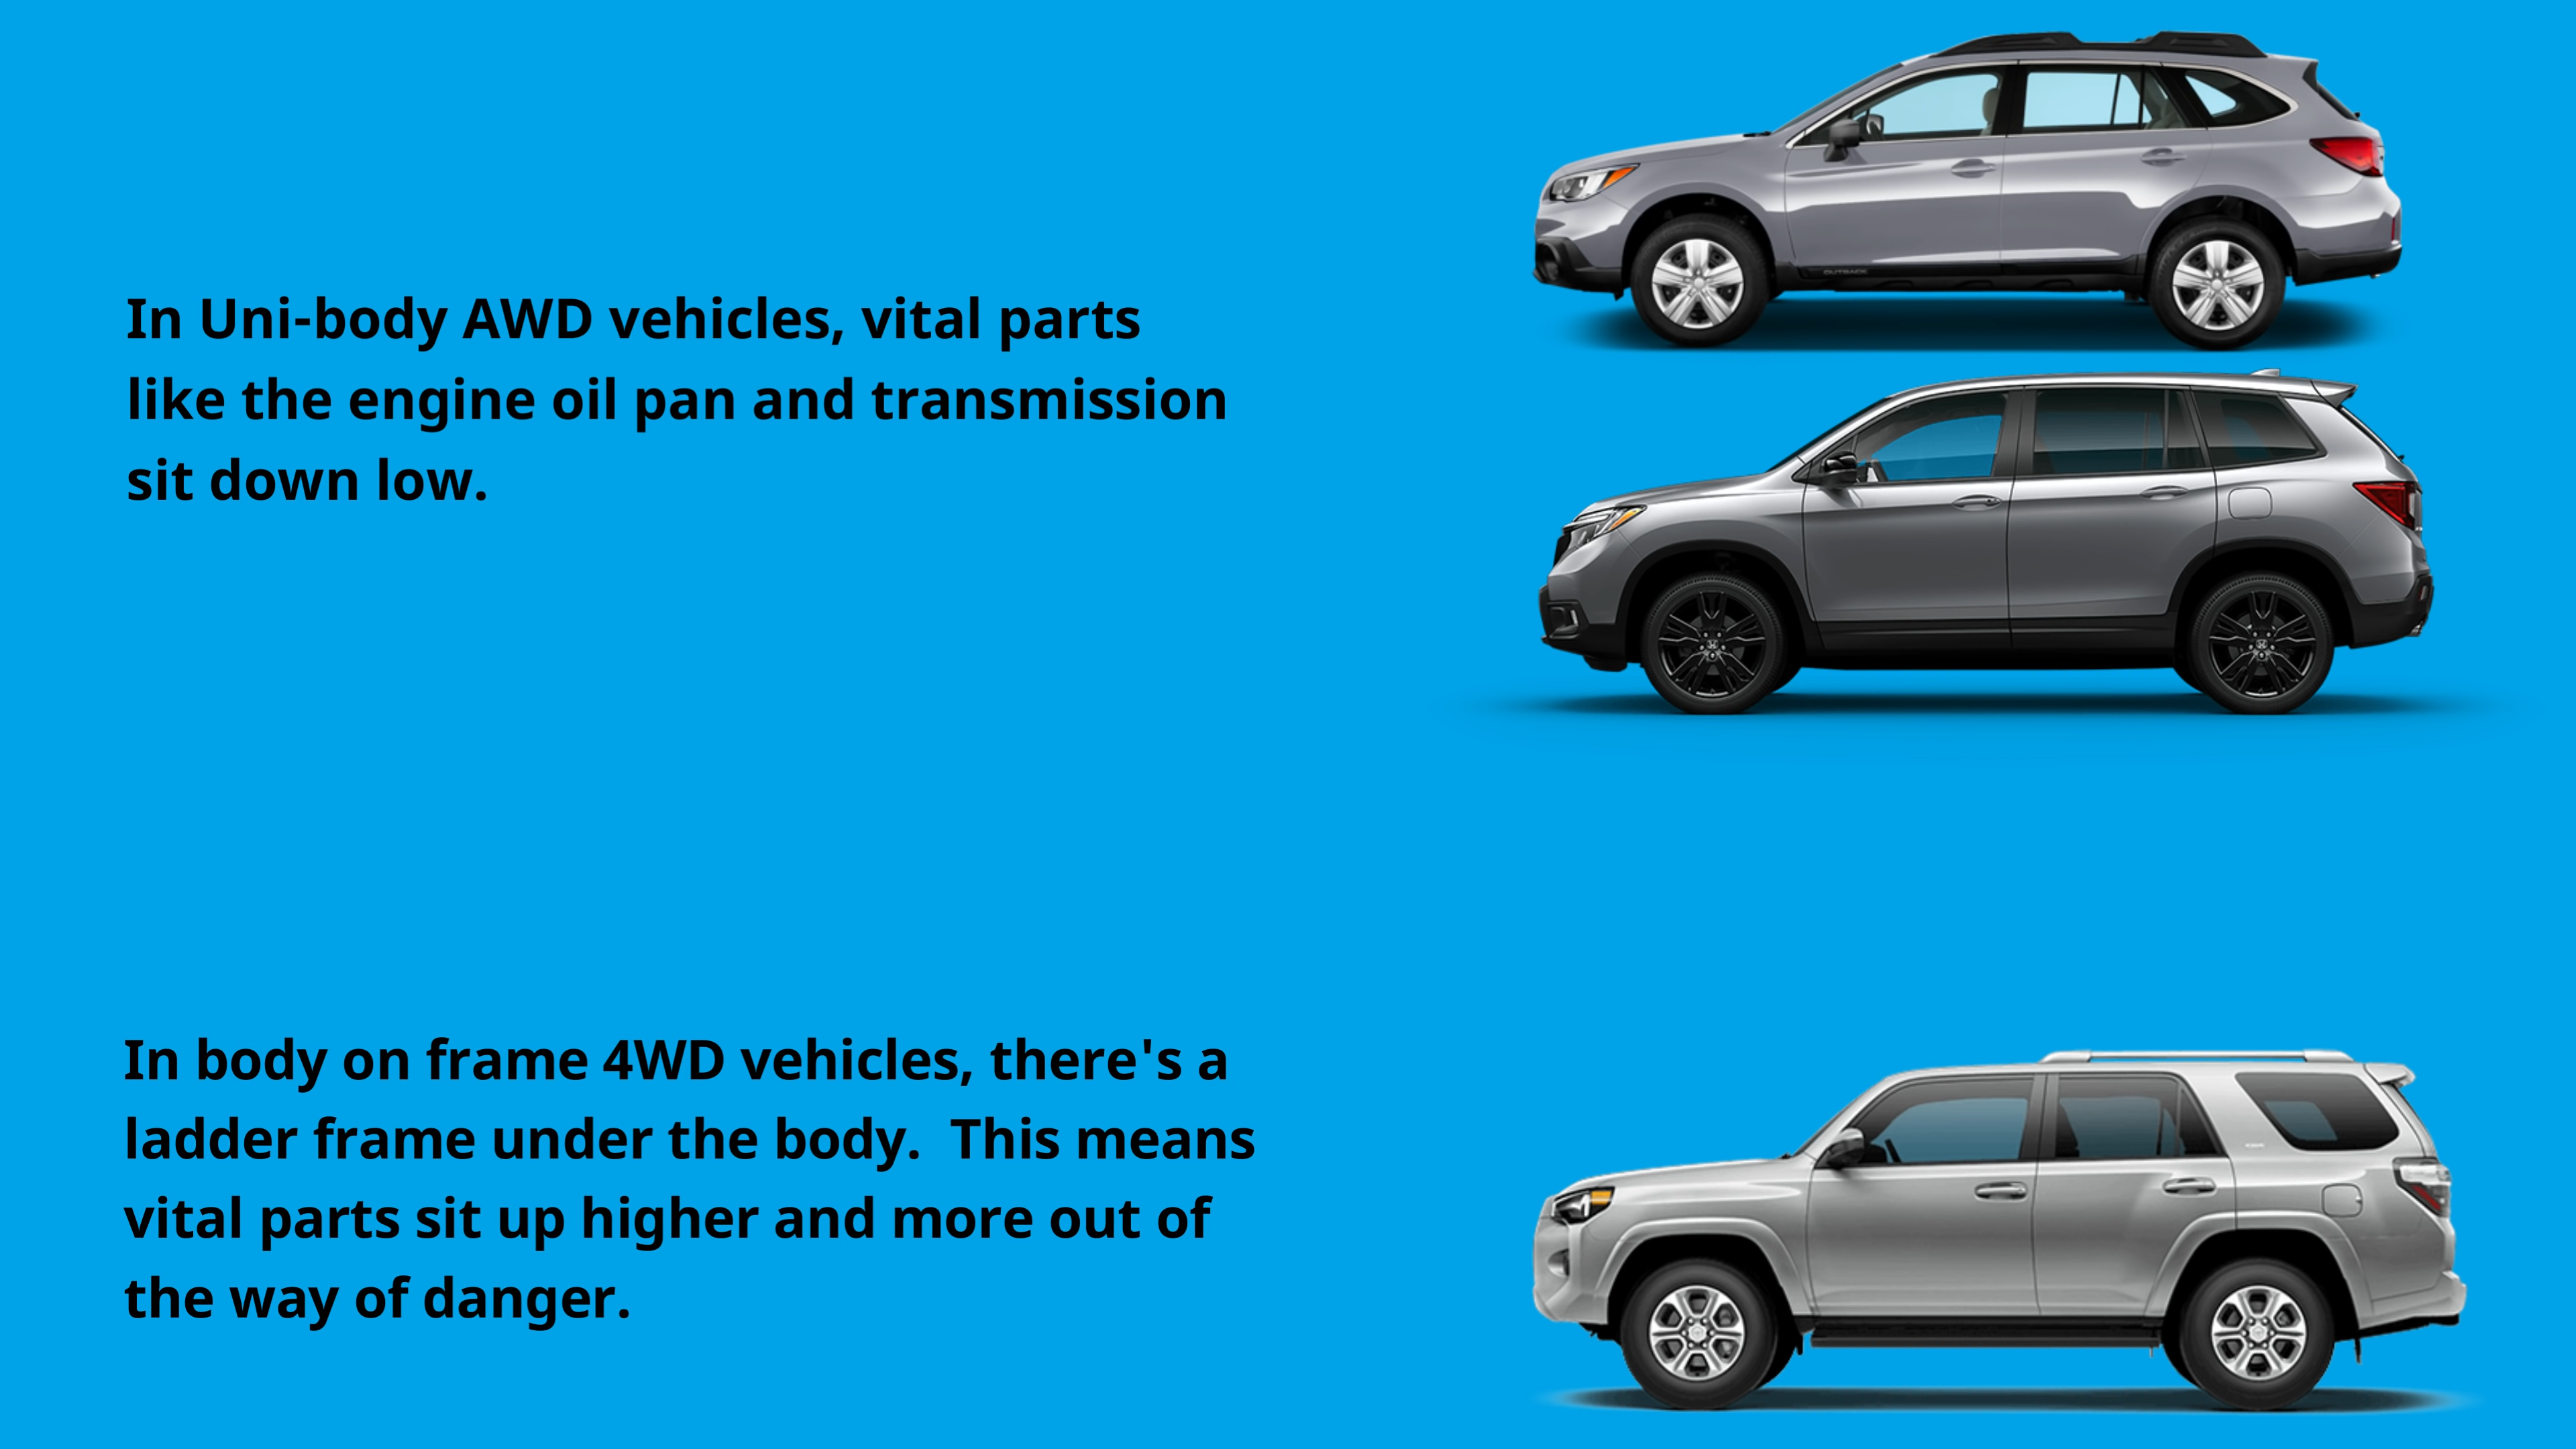 In Uni-body AWD vehicles, vital parts
like the engine oil pan and transmission
sit down low.
OUTBACK
In body on frame 4WD vehicles, there's a
ladder frame under the body.  This means
vital parts sit up higher and more out of
the way of danger.